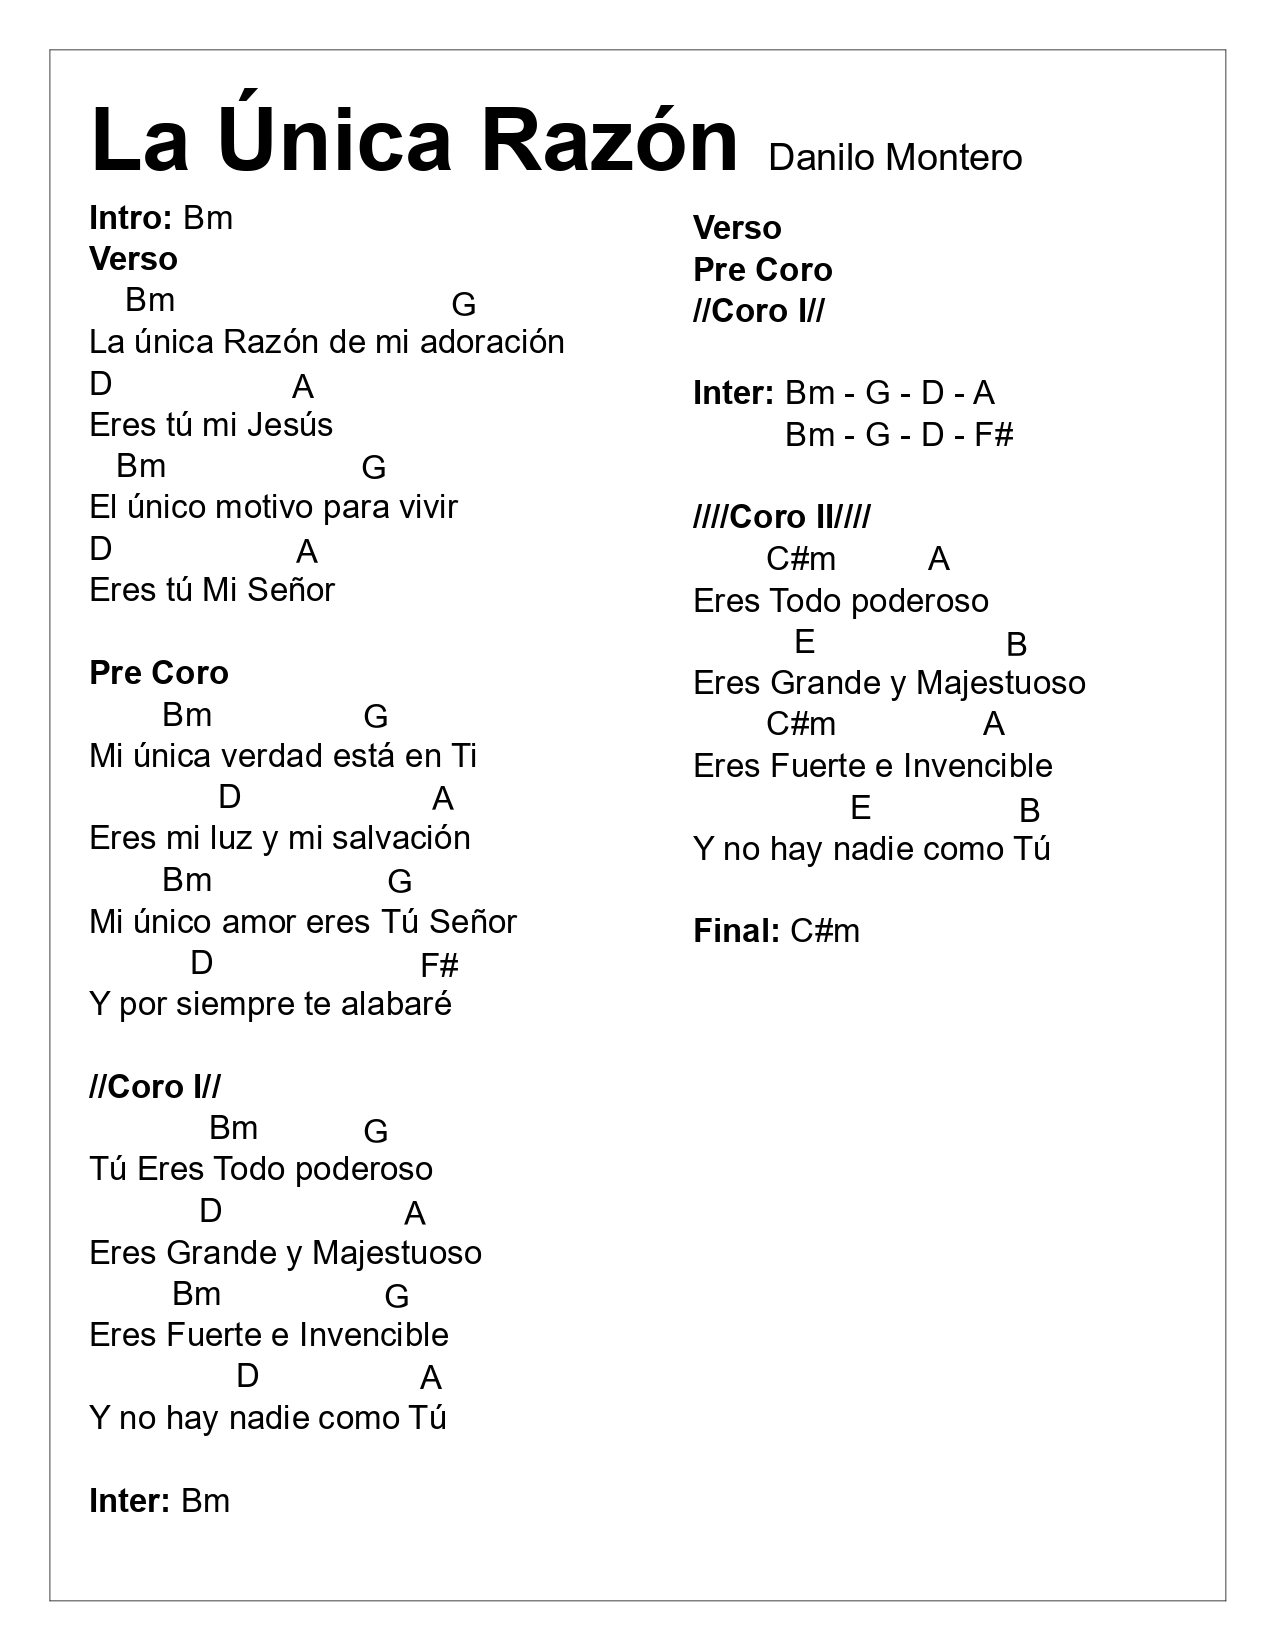 La Única Razón Danilo Montero
Intro: Bm
Verso
Bm G
La única Razón de mi adoración
D A
Eres tú mi Jesús
Bm G
El único motivo para vivir
D A
Eres tú Mi Señor
Pre Coro
Bm G
Mi única verdad está en Ti
D A
Eres mi luz y mi salvación
Bm G
Mi único amor eres Tú Señor
D F#
Y por siempre te alabaré
//Coro I//
Bm G
Tú Eres Todo poderoso
D A
Eres Grande y Majestuoso
Bm G
Eres Fuerte e Invencible
D A
Y no hay nadie como Tú
Inter: Bm
Verso
Pre Coro
//Coro I//
Inter: Bm - G - D - A
Bm - G - D - F#
////Coro II////
C#m A
Eres Todo poderoso
E B
Eres Grande y Majestuoso
C#m A
Eres Fuerte e Invencible
E B
Y no hay nadie como Tú
Final: C#m